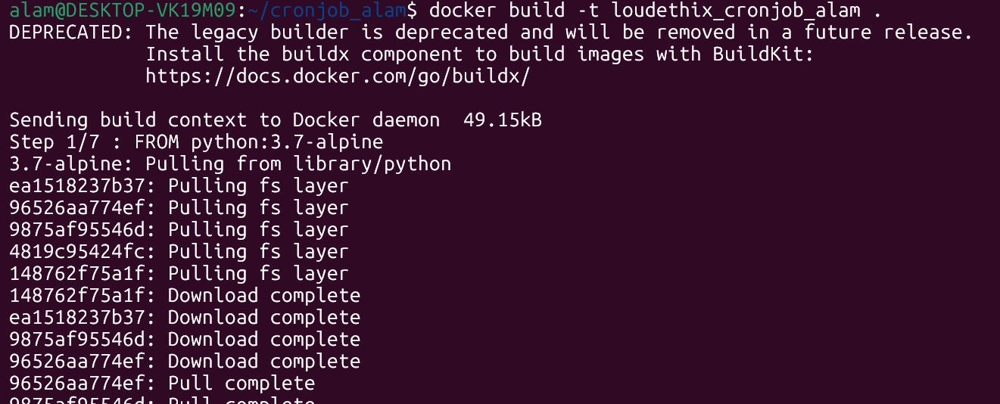 alam@DESKTOP-VK19M09:~/cronjob_alam$ docker build -t loudethix_cronjob_alam .
DEPRECATED: The legacy builder is deprecated and will be removed in a future release.
            Install the buildx component to build images with BuildKit:
            https://docs.docker.com/go/buildx/

Sending build context to Docker daemon  49.15kB
Step 1/7 : FROM python:3.7-alpine
3.7-alpine: Pulling from library/python
ea1518237b37: Pulling fs layer
96526aa774ef: Pulling fs layer
9875af95546d: Pulling fs layer
4819c95424fc: Pulling fs layer
148762f75a1f: Pulling fs layer
148762f75a1f: Download complete
ea1518237b37: Download complete
9875af95546d: Download complete
96526aa774ef: Download complete
96526aa774ef: Pull complete
9875af95546d: Pull complete